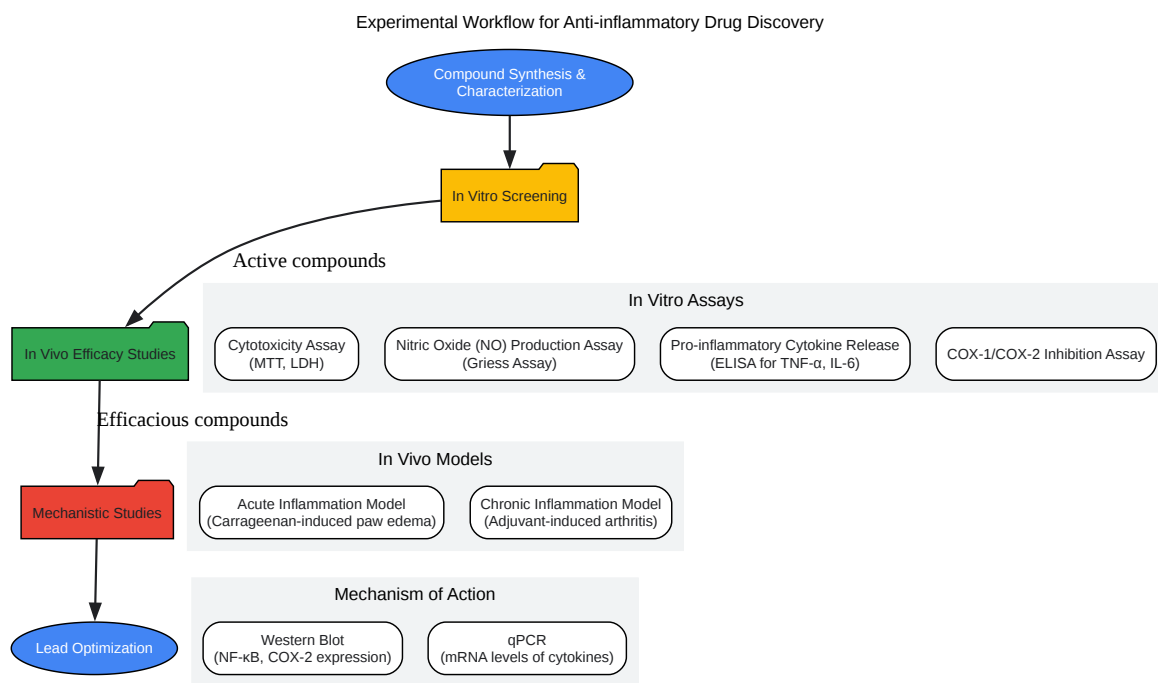 Experimental Workflow for Anti-inflammatory Drug Discovery
Compound Synthesis &
Characterization
In Vitro Screening
Active compounds
In Vivo Efficacy Studies
In Vitro Assays
Cytotoxicity Assay
(MTT, LDH)
Nitric Oxide (NO) Production Assay
(Griess Assay)
Pro-inflammatory Cytokine Release
(ELISA for TNF-α, IL-6)
COX-1/COX-2 Inhibition Assay
Efficacious compounds
Mechanistic Studies
In Vivo Models
Acute Inflammation Model
(Carrageenan-induced paw edema)
Chronic Inflammation Model
(Adjuvant-induced arthritis)
Lead Optimization
Mechanism of Action
Western Blot
(NF-κB, COX-2 expression)
qPCR
(mRNA levels of cytokines)